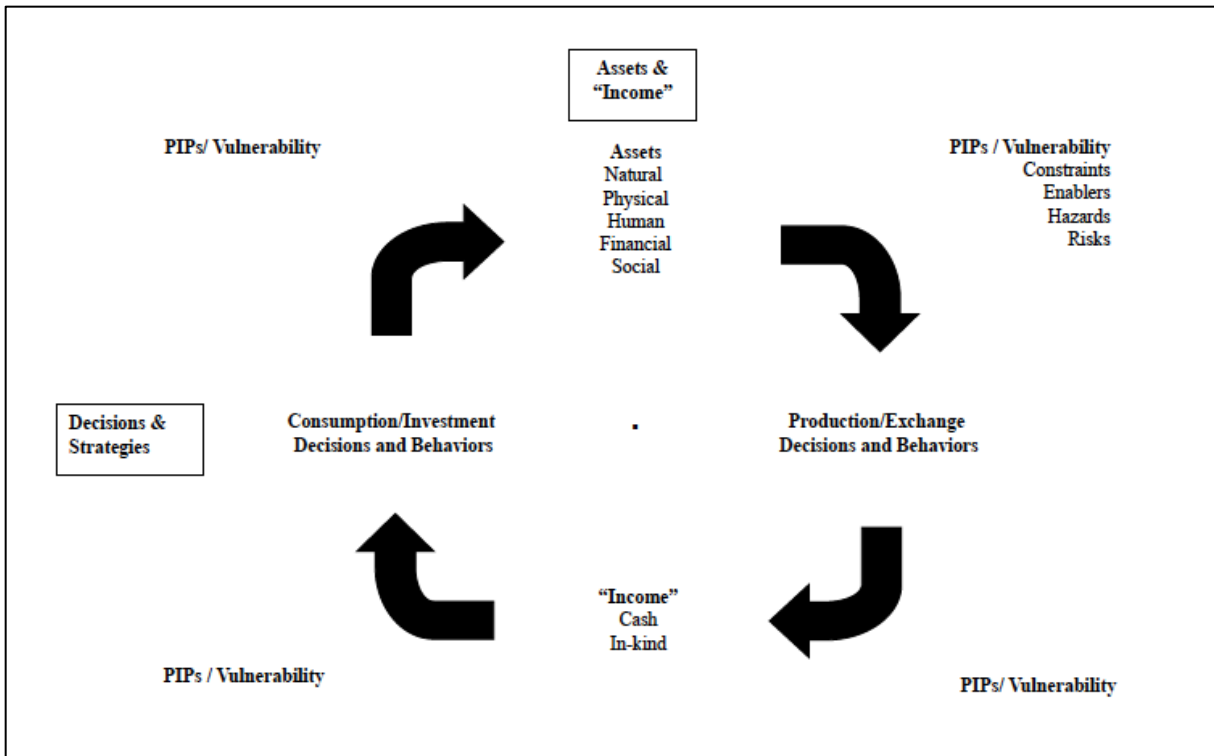 Assets &
“Income”
PIPs/ Vulnerability
Assets
Natural
Physical
Human
Financial
Social
PIPs / Vulnerability
Constraints
Enablers
Hazards
Risks
Decisions &
Strategies
Consumption/Investment
Decisions and Behaviors
Production/Exchange
Decisions and Behaviors
“Income”
Cash
In-kind
PIPs / Vulnerability
PIPs/ Vulnerability